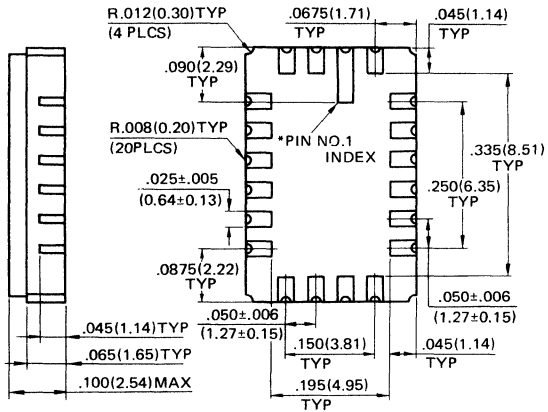 R.012(0.30) TYP
(4 PLCS)
.0675(1.71)
TYP
.045(1.14)
TYP
.090(2.29)
TYP
R.008(0.20)TYP
(20PLCS)
*PIN NO.1
INDEX
.335(8.51)
TYP
.025±.005
(0.64±0.13)
.250(6.35)
TYP
.0875(2.22)
TYP
.050±.006
(1.27±0.15)
.050±.006
(1.27±0.15)
.045(1.14)TYP
.150(3.81)
TYP
.045(1.14)
TYP
.065(1.65)TYP
.100(2.54) MAX
.195(4.95)
TYP